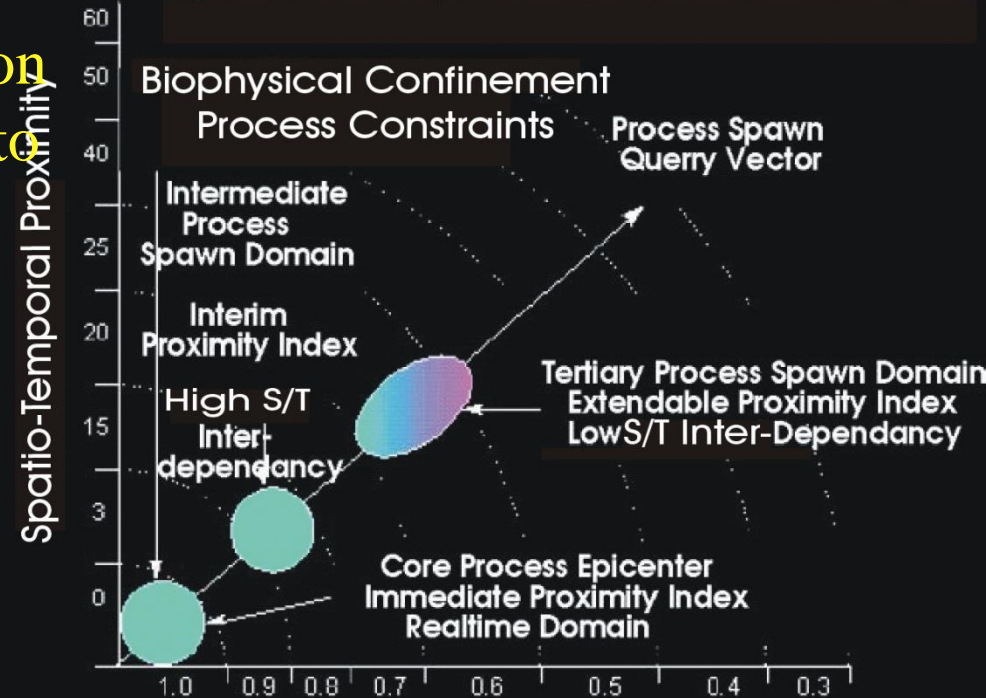 60
on
50
to
40
25
20
15
3
0
Spatio-Temporal Proximity
Biophysical Confinement
Process Constraints
Process Spawn
Querry Vector
Intermediate
Process
Spawn Domain
Interim
Proximity Index
High S/T
Inter-
dependancy
Tertiary Process Spawn Domain
Extendable Proximity Index
LowS/T Inter-Dependancy
Core Process Epicenter
Immediate Proximity Index
Realtime Domain
1.0 0.9 0.8 0.7 0.6 0.5 0.4 0.3